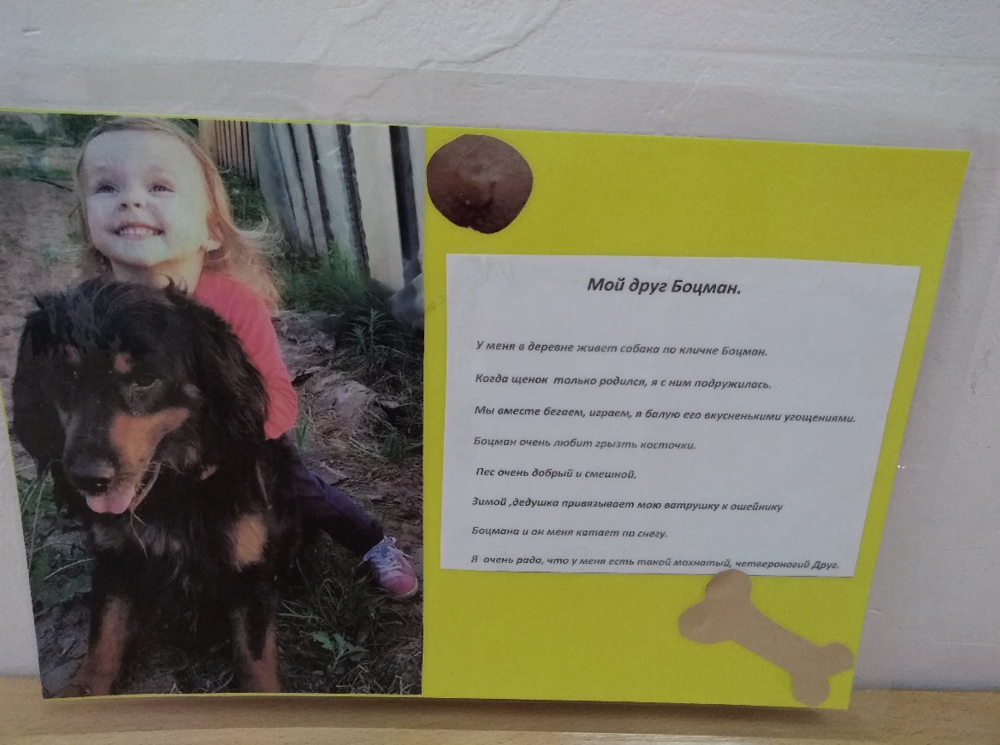 Мой друг Боцман.
У меня в деревне живет собака по кличке Боцман.
Когда щенок только родился, я с ним подружилась.
Мы вместе бегаем, играем, я балую его вкусненькими угощениями.
Боцман очень любит грызть косточки.
Пес очень добрый и смешной.
Зимой ,дедушка привязывает мою ватрушку к ошейнику
Боцмана и он меня катает по снегу.
Я очень рада, что у меня есть такой мохнатый, четвероногий Друг.